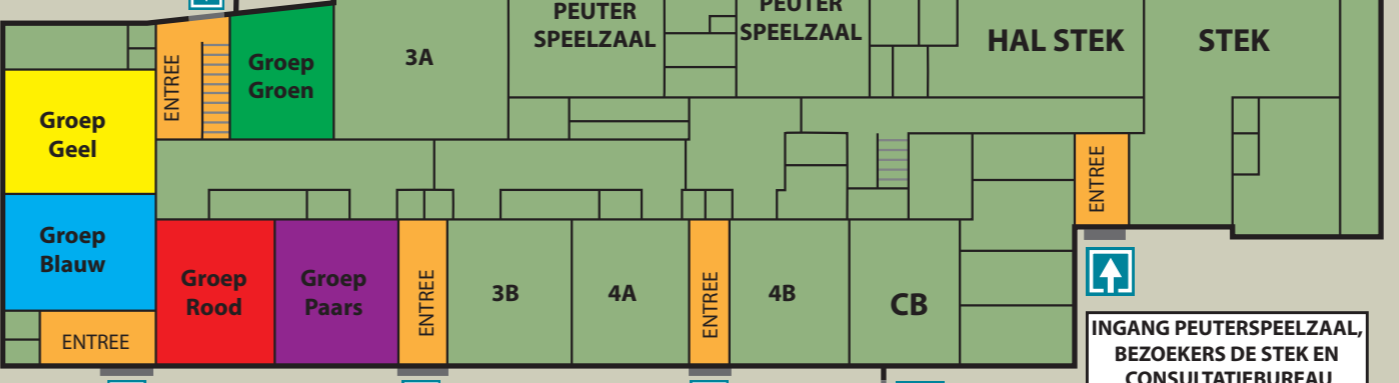 PEUTER
SPEELZAAL
PEUTER
SPEELZAAL
HAL STEK
STEK
3A
ENTREE
Groep
Groen
Groep
Geel
Groep
Blauw
ENTREE
Groep
Rood
Groep
Paars
ENTREE
3B
4A
ENTREE
4B
CB
ENTREE
ENTREE
INGANG PEUTERSPEELZAAL,
BEZOEKERS DE STEK EN
CONSULTATIEBUREAU